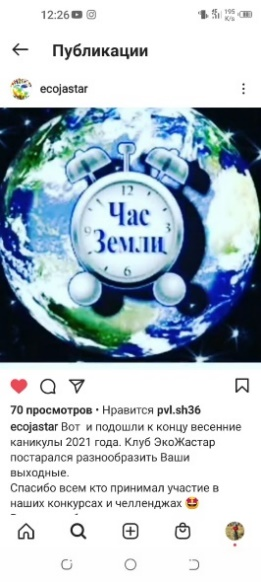 12:26
Публикации
ecojastar
12
Час
Земли
9
3
6
70 просмотров • Нравится pvl.sh36
ecojastar Вот и подошли к концу весенние
каникулы 2021 года. Клуб ЭкоЖастар
постарался разнообразить Ваши
выходные.
Спасибо всем кто принимал участие в
наших конкурсах и челленджах 🤩